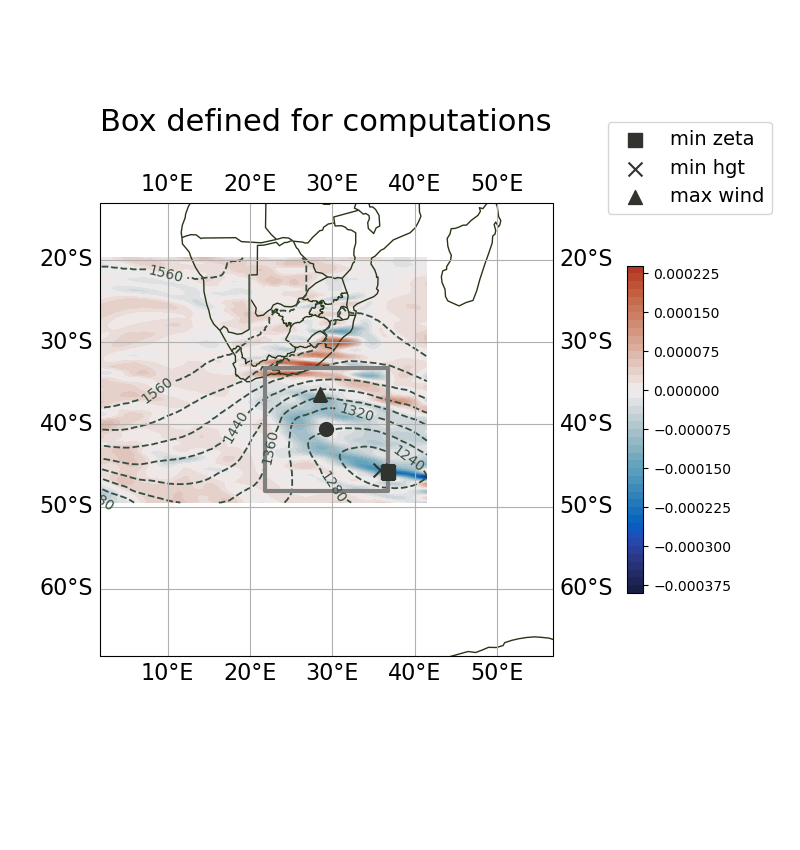 Box defined for computations
min zeta
min hgt
max wind
10°E 20°E 30°E 40°E 50°E
20°S 20°S
30°S 30°S
40°S 40°S
50°S 50°S
60°S 60°S
1560
1560
1440
1360
1320
1280
1240
0.000225
0.000150
0.000075
0.000000
−0.000075
−0.000150
−0.000225
−0.000300
−0.000375
10°E 20°E 30°E 40°E 50°E